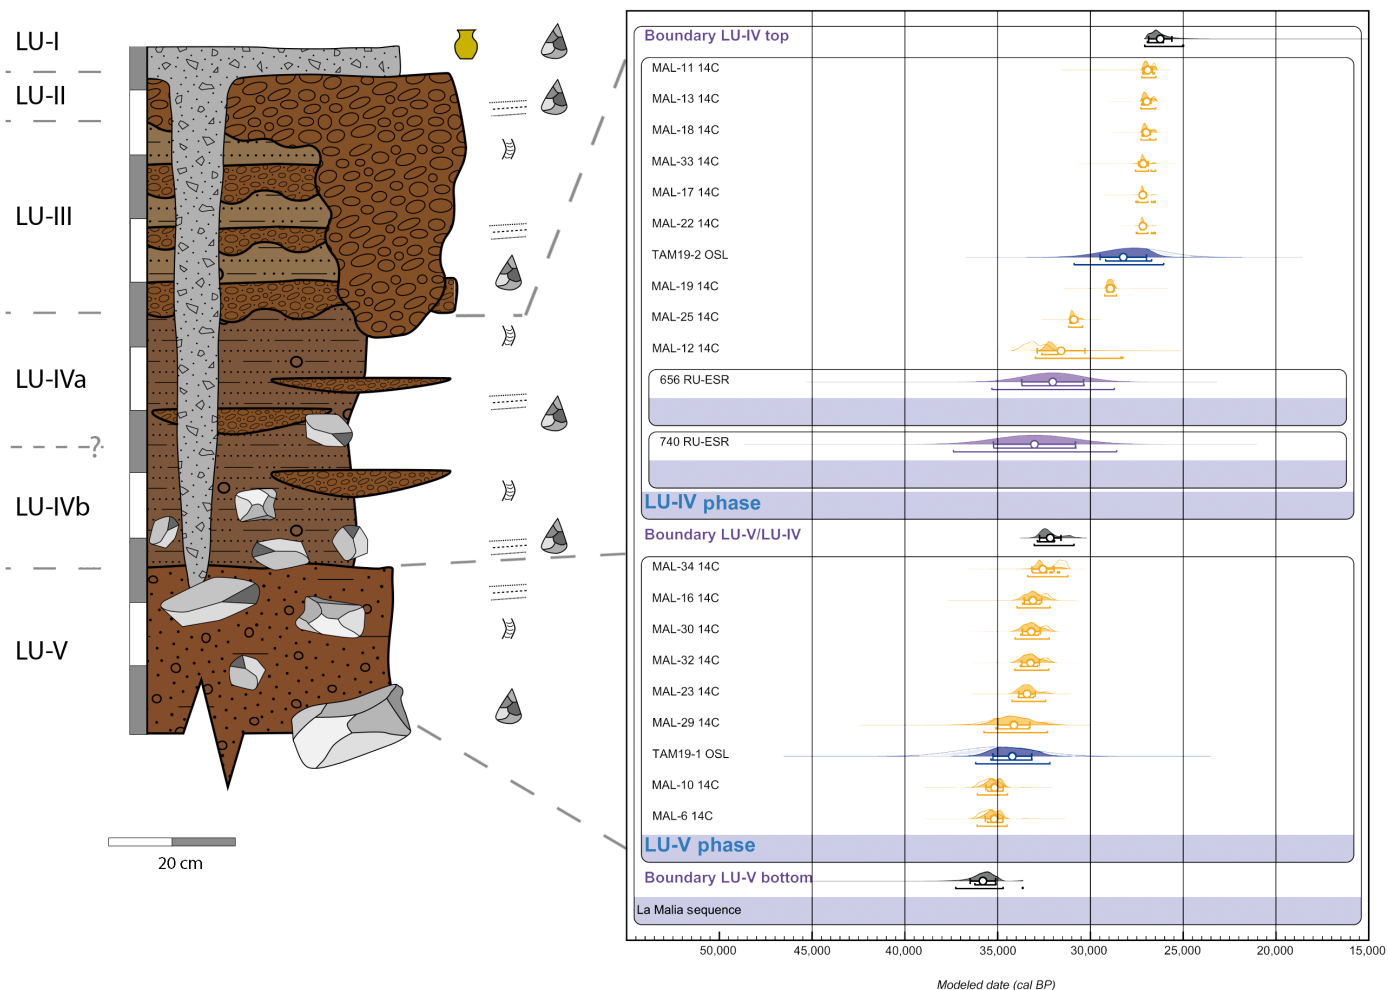 LU-I
LU-II
LU-III
LU-IVa
?
LU-IVb
LU-V
20 cm
Boundary LU-IV top
MAL-11 14C
MAL-13 14C
MAL-18 14C
MAL-33 14C
MAL-17 14C
MAL-22 14C
TAM19-2 OSL
MAL-19 14C
MAL-25 14C
MAL-12 14C
656 RU-ESR
740 RU-ESR
LU-IV phase
Boundary LU-V/LU-IV
MAL-34 14C
MAL-16 14C
MAL-30 14C
MAL-32 14C
MAL-23 14C
MAL-29 14C
TAM19-1 OSL
MAL-10 14C
MAL-6 14C
LU-V phase
Boundary LU-V bottom
La Malia sequence
50,000 45,000 40,000 35,000 30,000 25,000 20,000 15,000
Modeled date (cal BP)